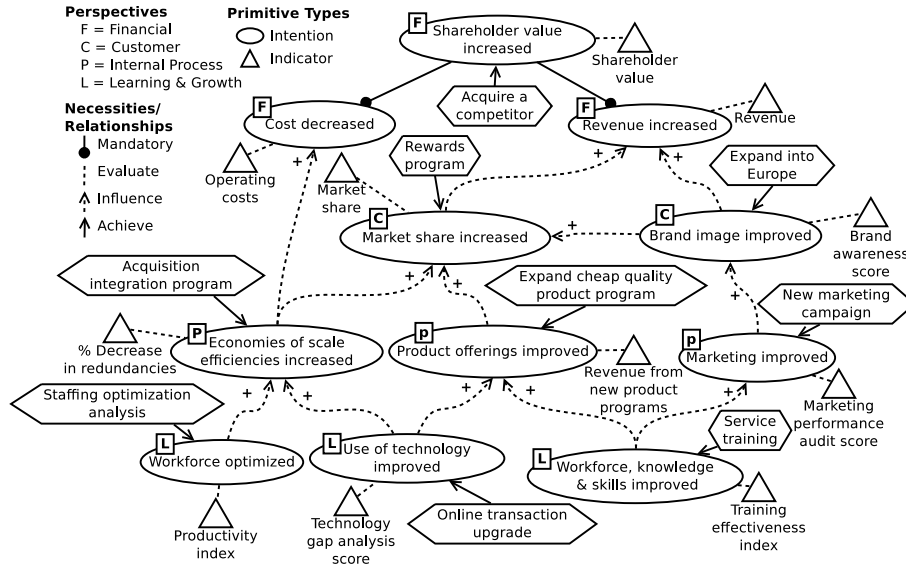 Perspectives
F = Financial
C = Customer
P = Internal Process
L = Learning & Growth
Primitive Types
Intention
Indicator
Necessities/
Relationships
Mandatory
Evaluate
Influence
Achieve
F
Shareholder value
increased
Shareholder
value
Acquire a
competitor
F
Cost decreased
F
Revenue increased
Revenue
+
Operating
costs
Market
share
Rewards
program
+
+
Expand into
Europe
C
Market share increased
+
C
Brand image improved
Brand
awareness
score
Acquisition
integration program
+
+
Expand cheap quality
product program
+
New marketing
campaign
% Decrease
in redundancies
P
Economies of scale
efficiencies increased
p
Product offerings improved
Revenue from
new product
programs
p
Marketing improved
Marketing
performance
audit score
Staffing optimization
analysis
+
+
+
+
+
Service
training
L
Workforce optimized
L
Use of technology
improved
L
Workforce, knowledge
& skills improved
Productivity
index
Technology
gap analysis
score
Online transaction
upgrade
Training
effectiveness
index